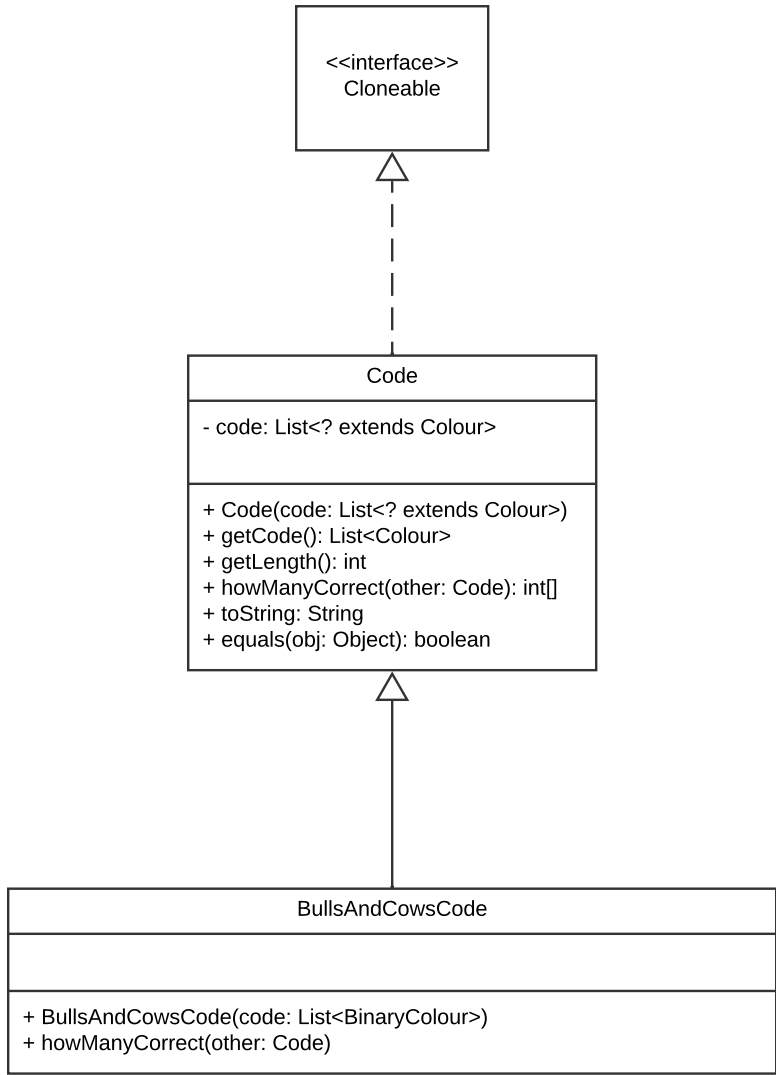 <<interface>>
Cloneable
Code
- code: List<? extends Colour>
+ Code(code: List<? extends Colour>)
+ getCode(): List<Colour>
+ getLength(): int
+ howManyCorrect(other: Code): int[]
+ toString: String
+ equals(obj: Object): boolean
BullsAndCowsCode
+ BullsAndCowsCode(code: List<BinaryColour>)
+ howManyCorrect(other: Code)